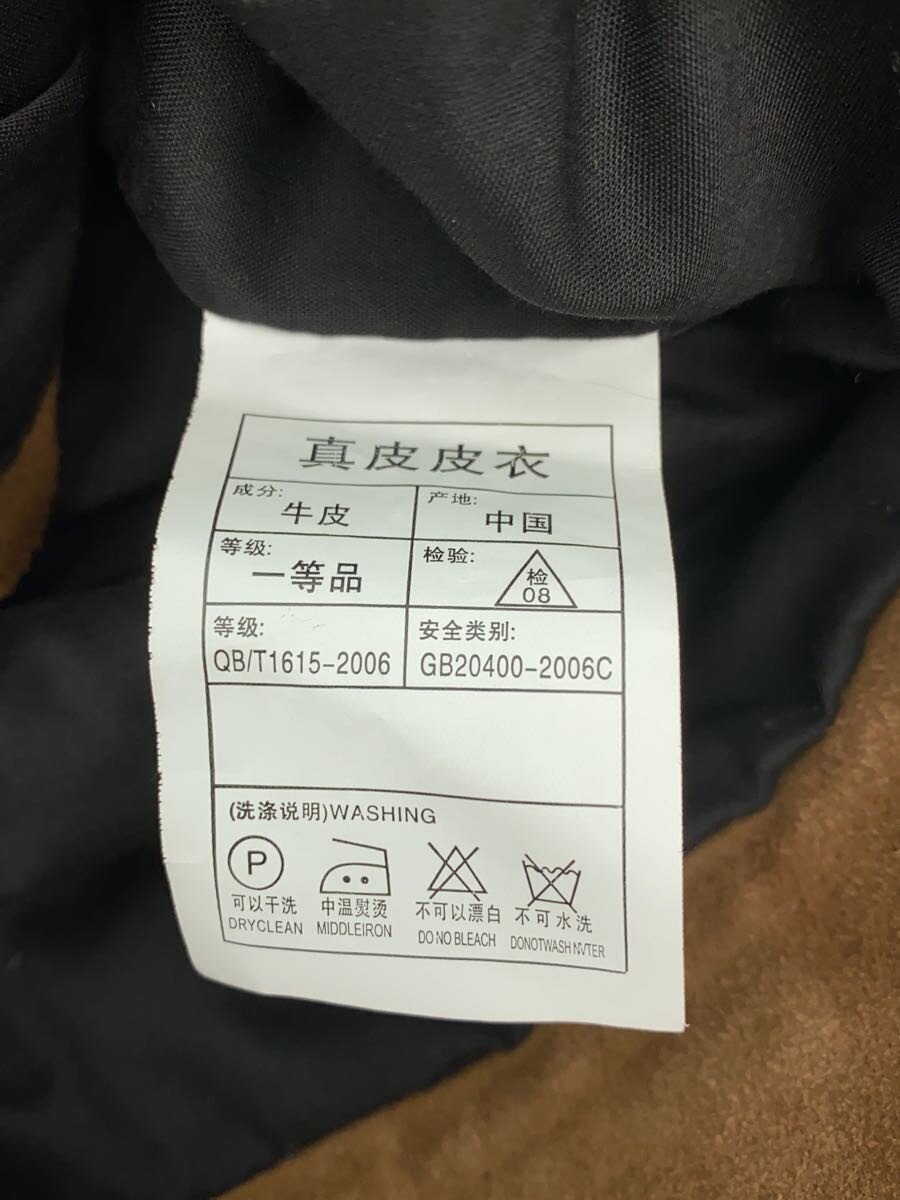 真皮皮衣
成分:
牛皮
产地:
中国
等级:
一等品
检验:
检
08
等级:
QB/T1615-2006
安全类别:
GB20400-2006C
(洗涤说明)WASHING
P
可以干洗
DRYCLEAN
中温熨烫
MIDDLEIRON
不可以漂白
DO NO BLEACH
不可水洗
DONOTWASH NVTER